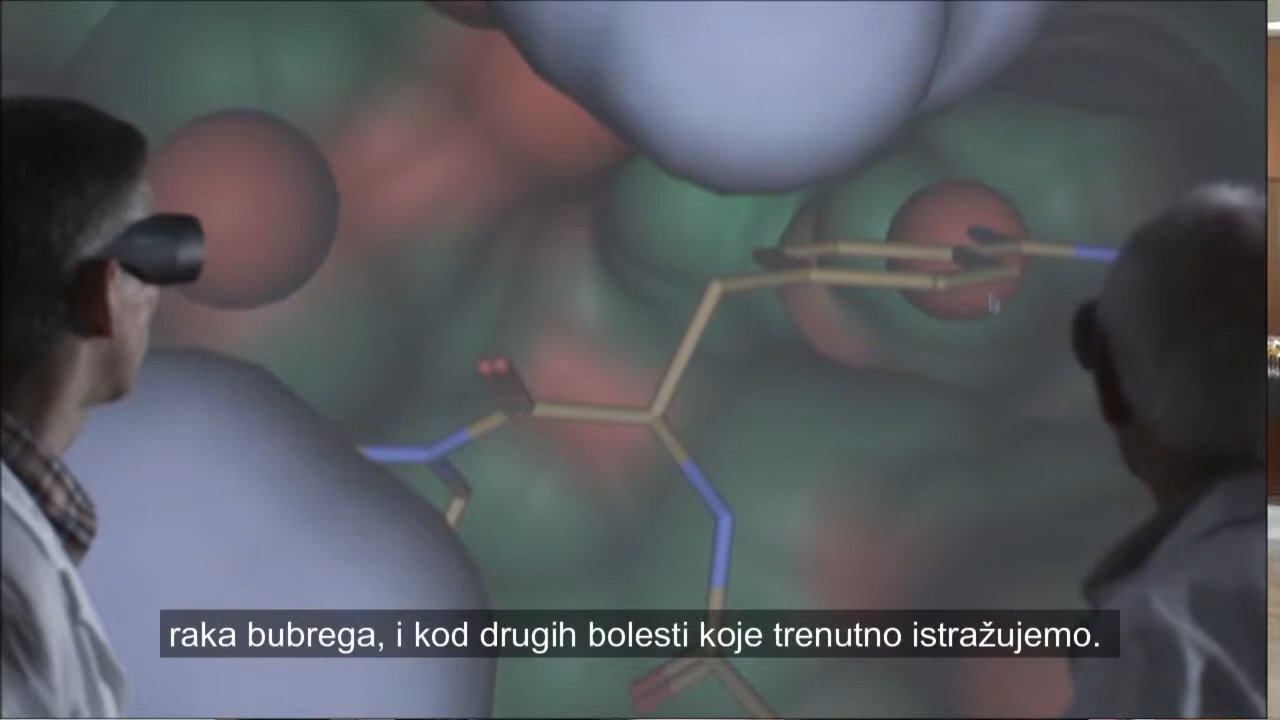 raka bubrega, i kod drugih bolesti koje trenutno istražujemo.